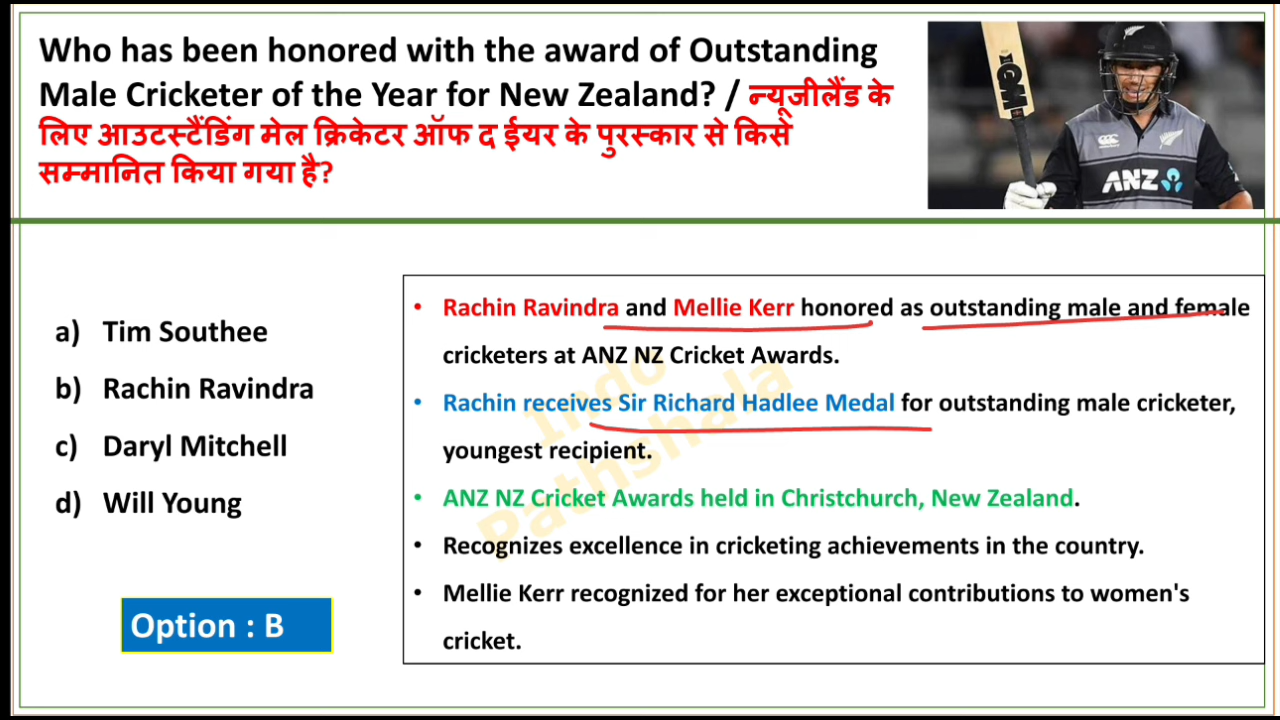 Who has been honored with the award of Outstanding
Male Cricketer of the Year for New Zealand? / न्यूजीलैंड के
लिए आउटस्टैंडिंग मेल क्रिकेटर ऑफ द ईयर के पुरस्कार से किसे
सम्मानित किया गया है?
ANZ
a) Tim Southee
b) Rachin Ravindra
c) Daryl Mitchell
d) Will Young
Option : B
• Rachin Ravindra and Mellie Kerr honored as outstanding male and female
cricketers at ANZ NZ Cricket Awards.
• Rachin receives Sir Richard Hadlee Medal for outstanding male cricketer,
youngest recipient.
• ANZ NZ Cricket Awards held in Christchurch, New Zealand.
• Recognizes excellence in cricketing achievements in the country.
• Mellie Kerr recognized for her exceptional contributions to women's
cricket.
Indo
Pathshala